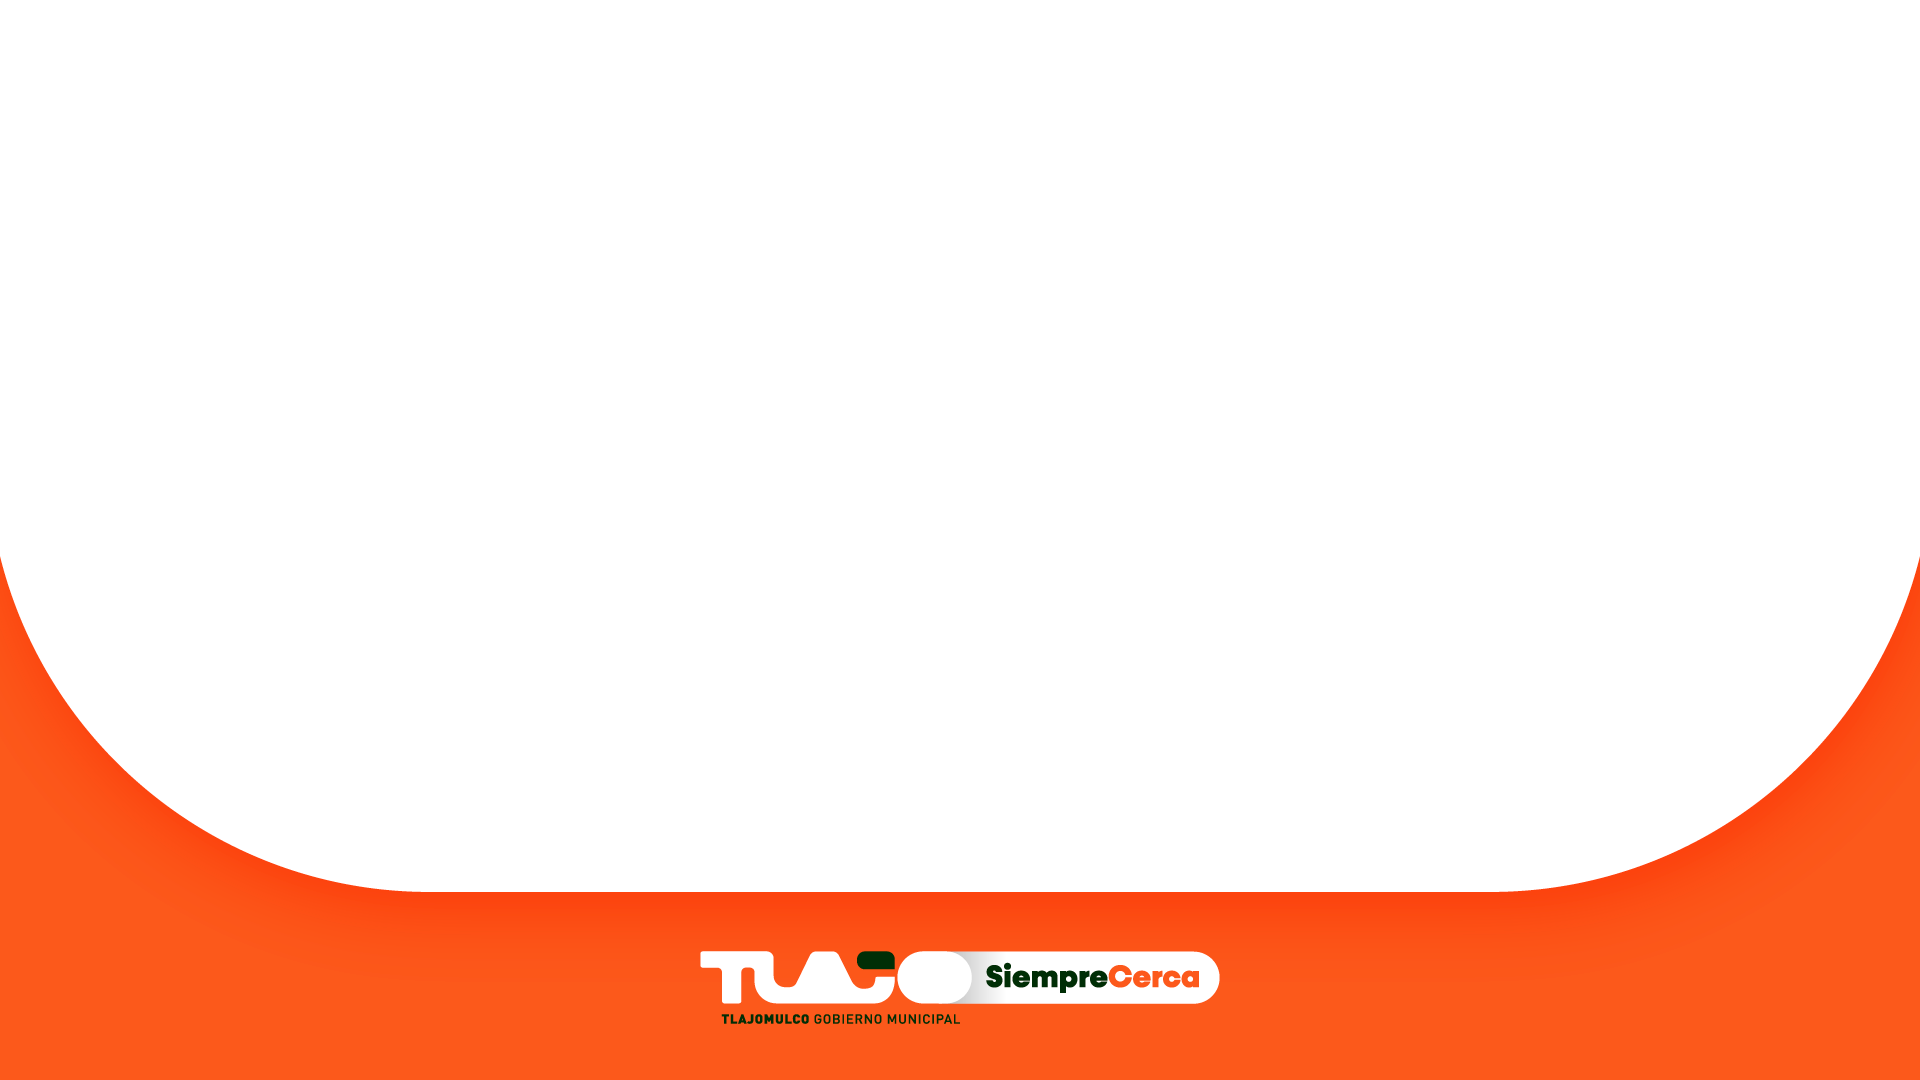 TLAJO SiempreCerca
TLAJOMULCO GOBIERNO MUNICIPAL